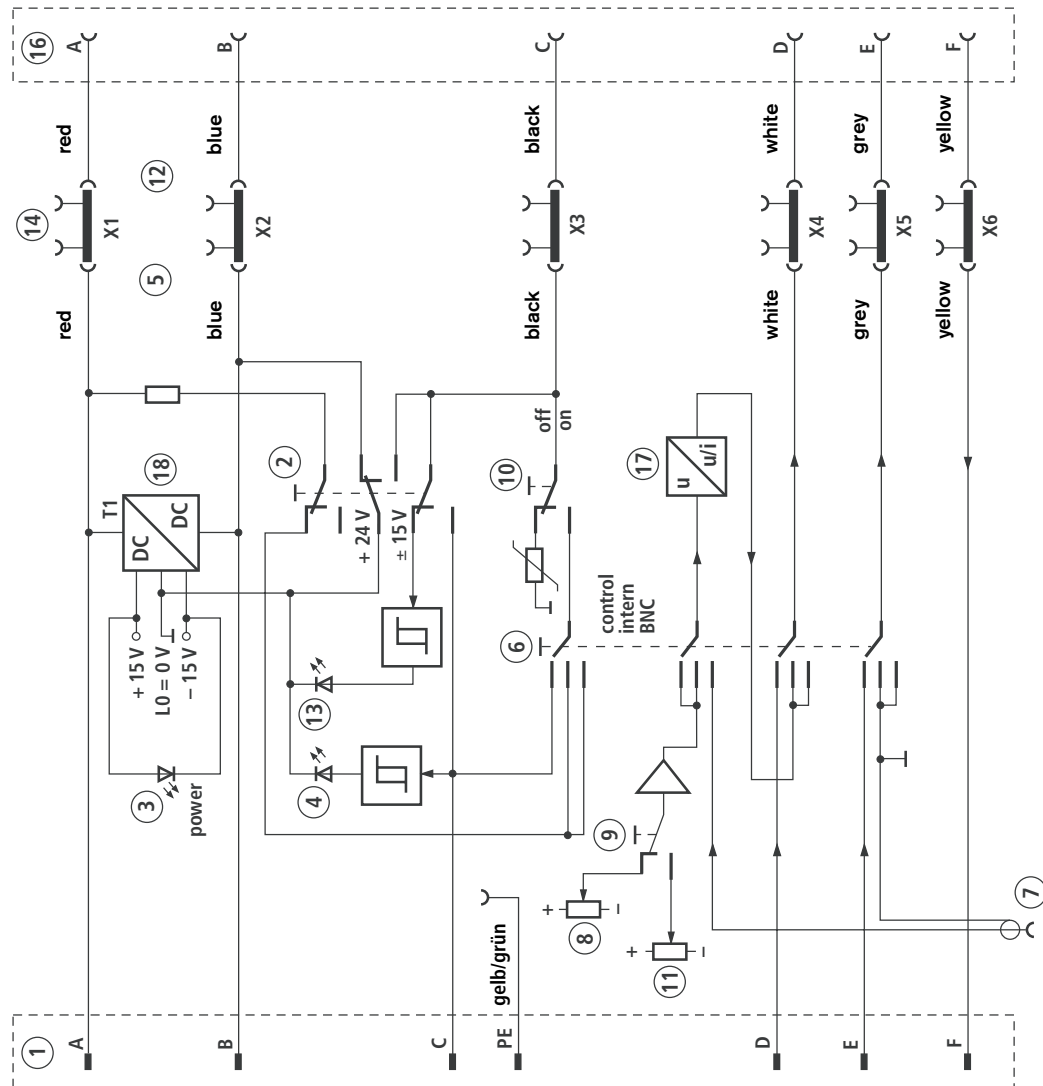 16
A
B
C
D
E
F
red
blue
black
white
grey
yellow
12
14
X1
X2
X3
X4
X5
X6
5
red
blue
black
white
grey
yellow
off
on
2
18
T1
DC
DC
10
17
u
u/i
+ 24 V
± 15 V
+ 15 V
L0 = 0 V
− 15 V
control
intern
BNC
6
13
3
power
4
9
8
+
−
11
+
−
7
gelb/grün
1
A
B
C
PE
D
E
F